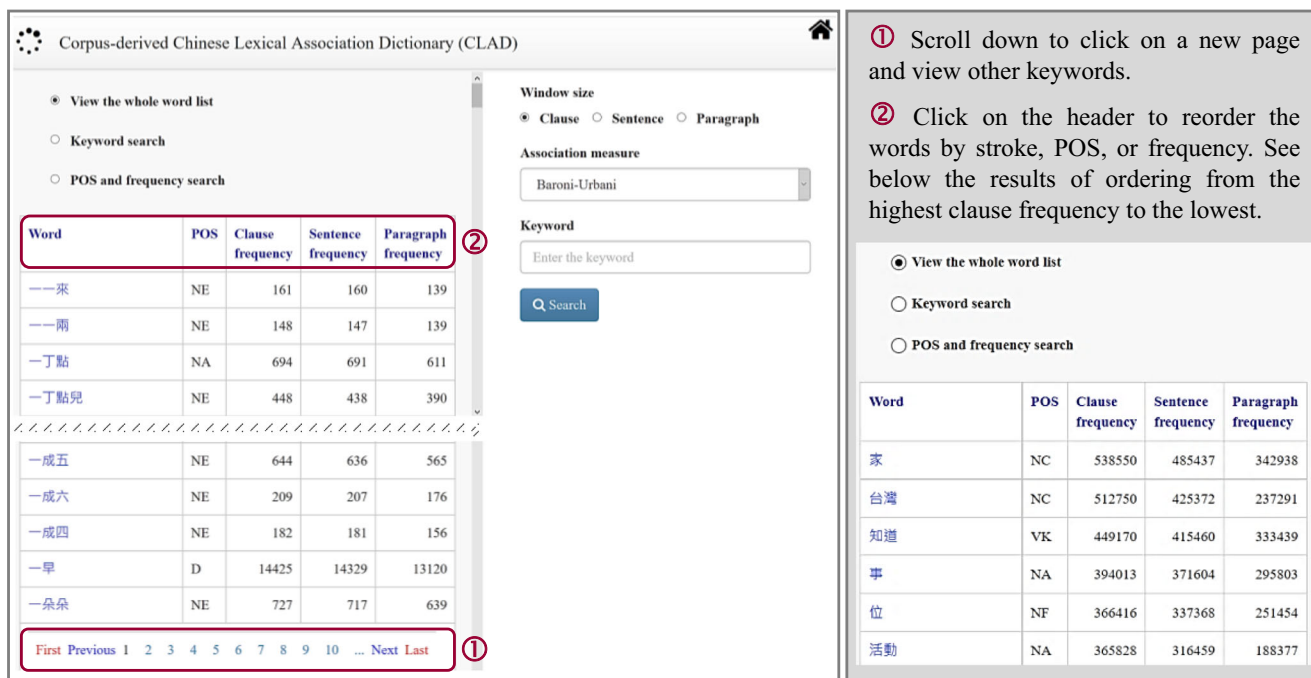 Corpus-derived Chinese Lexical Association Dictionary (CLAD)
View the whole word list
Keyword search
POS and frequency search
Word POS Clause frequency Sentence frequency Paragraph frequency
②
一一來 NE 161 160 139
一一兩 NE 148 147 139
一丁點 NA 694 691 611
一丁點兒 NE 448 438 390
一成五 NE 644 636 565
一成六 NE 209 207 176
一成四 NE 182 181 156
一早 D 14425 14329 13120
一朵朵 NE 727 717 639
First Previous 1 2 3 4 5 6 7 8 9 10 ... Next Last
①
Window size
Clause Sentence Paragraph
Association measure
Baroni-Urbani
Keyword
Enter the keyword
Search
① Scroll down to click on a new page
and view other keywords.
② Click on the header to reorder the
words by stroke, POS, or frequency. See
below the results of ordering from the
highest clause frequency to the lowest.
View the whole word list
Keyword search
POS and frequency search
Word POS Clause frequency Sentence frequency Paragraph frequency
家 NC 538550 485437 342938
台灣 NC 512750 425372 237291
知道 VK 449170 415460 333439
事 NA 394013 371604 295803
位 NF 366416 337368 251454
活動 NA 365828 316459 188377